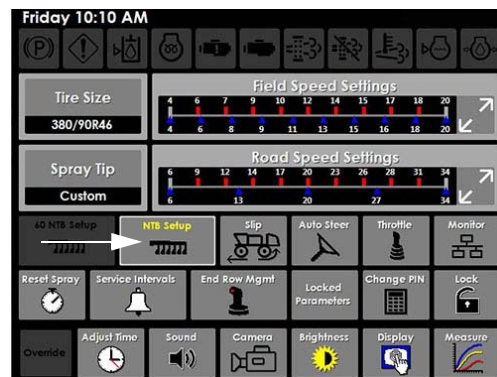 Friday 10:10 AM
Tire Size
380/90R46
Field Speed Settings
4 6 7 9 10 12 14 15 17 18 20
4 6 8 9 11 13 15 16 18 20
Spray Tip
Custom
Road Speed Settings
6 9 12 14 17 20 23 26 28 31 34
6 13 20 27 34
60 NTB Setup
NTB Setup
Slip
Auto Steer
Throttle
Monitor
Reset Spray
Service Intervals
End Row Mgmt
Locked
Parameters
Change PIN
Lock
Override
Adjust Time
Sound
Camera
Brightness
Display
Measure